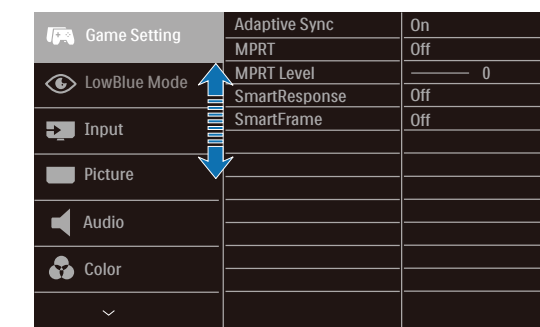 Game Setting
LowBlue Mode
Input
Picture
Audio
Color
Adaptive Sync On
MPRT Off
MPRT Level 0
SmartResponse Off
SmartFrame Off